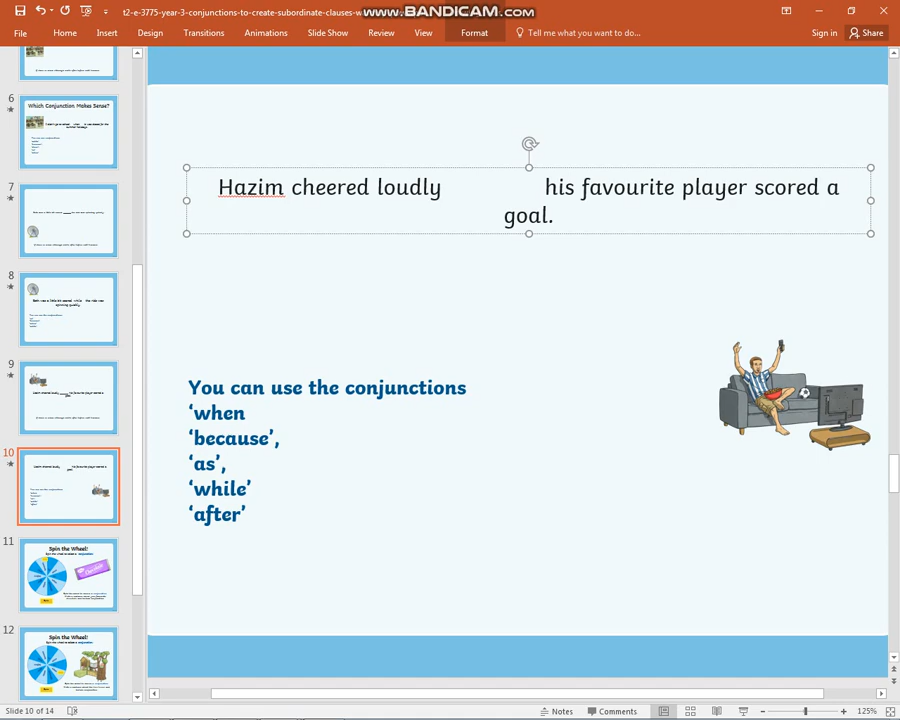 t2-e-3775-year-3-conjunctions-to-create-subordinate-clauses-w
www.BANDICAM.com
File Home Insert Design Transitions Animations Slide Show Review View Format Tell me what you want to do... Sign in Share
6
Which Conjunction Makes Sense?
7
8
9
10
11
Spin the Wheel!
12
Spin the Wheel!
Hazim cheered loudly his favourite player scored a
goal.
You can use the conjunctions
‘when
‘because’,
‘as’,
‘while’
‘after’
Slide 10 of 14 Notes Comments 125%